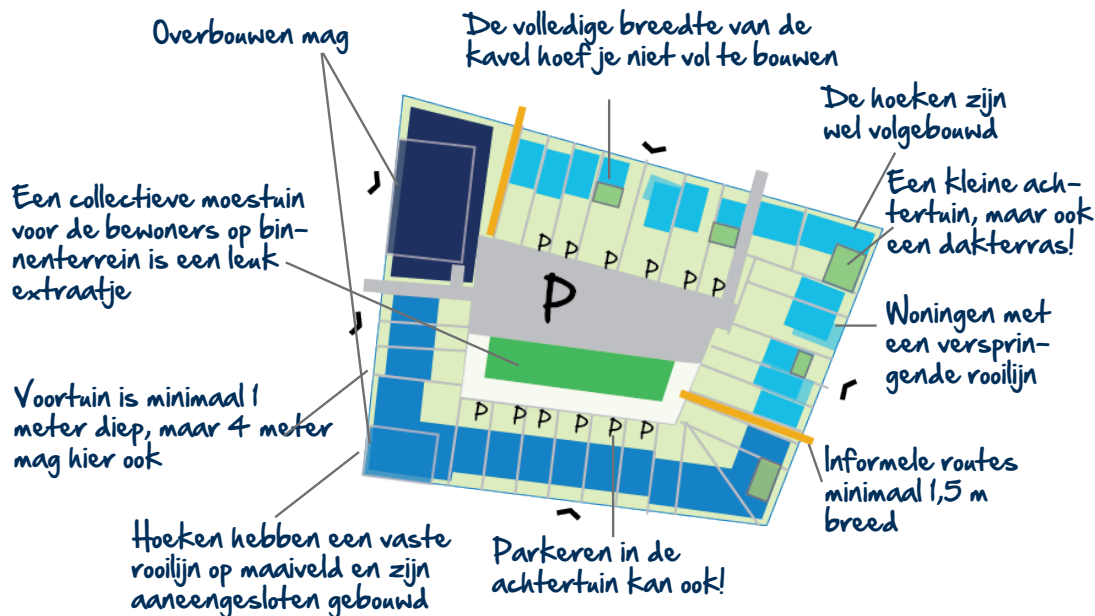 Overbouwen mag
De volledige breedte van de
kavel hoef je niet vol te bouwen
De hoeken zijn
wel volgebouwd
Een kleine ach-
tertuin, maar ook
een dakterras!
Een collectieve moestuin
voor de bewoners op bin-
nenterrein is een leuk
extraatje
P P P P P P
P
Woningen met
een versprin-
gende rooilijn
Voortuin is minimaal 1
meter diep, maar 4 meter
mag hier ook
P P P P P P
Informele routes
minimaal 1,5 m
breed
Hoeken hebben een vaste
rooilijn op maaiveld en zijn
aaneengesloten gebouwd
Parkeren in de
achtertuin kan ook!